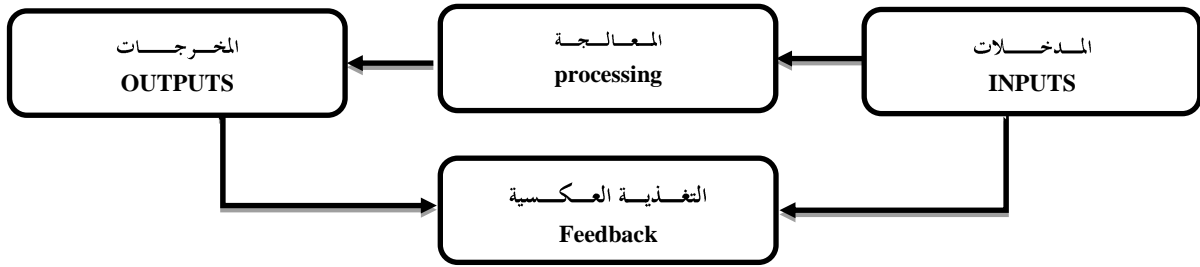 المدخلات
INPUTS
المعالجة
processing
المخرجات
OUTPUTS
التغذية العكسية
Feedback